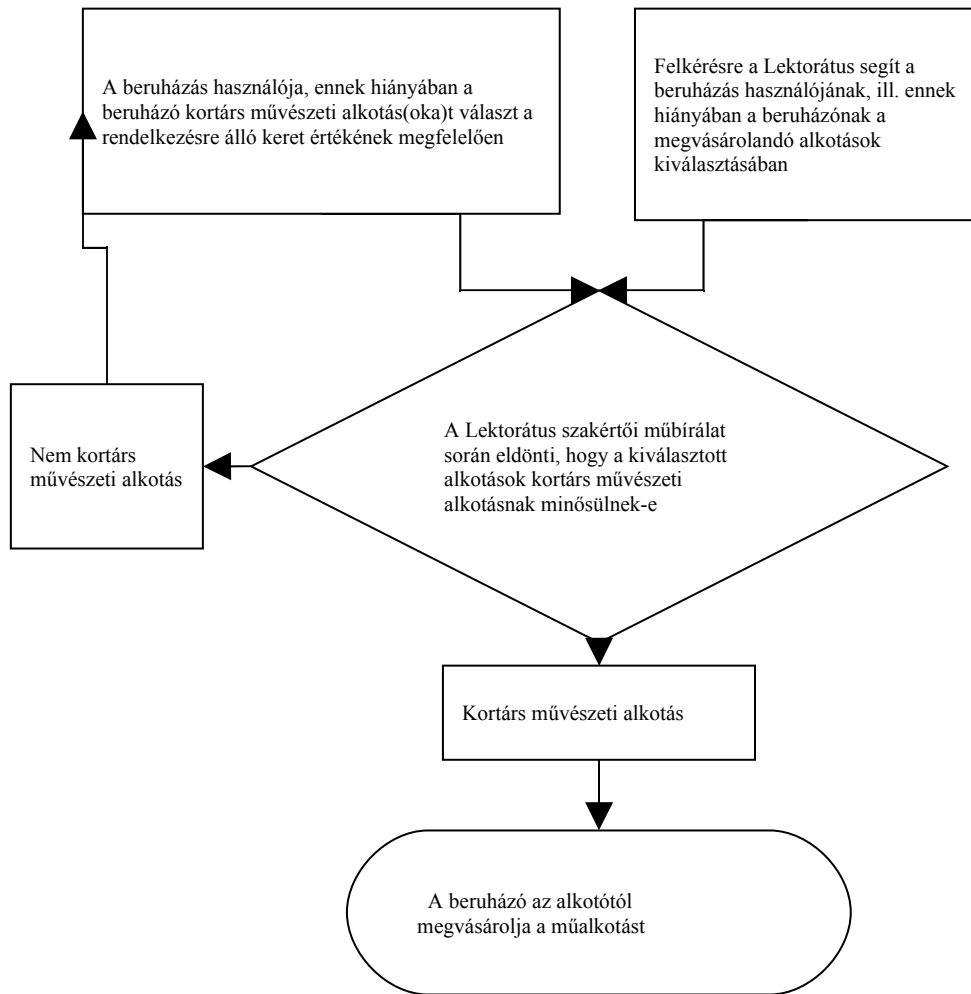 A beruházás használója, ennek hiányában a
beruházó kortárs művészeti alkotás(oka)t választ a
rendelkezésre álló keret értékének megfelelően
Felkérésre a Lektorátus segít a
beruházás használójának, ill. ennek
hiányában a beruházónak a
megvásárolandó alkotások
kiválasztásában
A Lektorátus szakértői műbírálat
során eldönti, hogy a kiválasztott
alkotások kortárs művészeti
alkotásnak minősülnek-e
Nem kortárs
művészeti alkotás
Kortárs művészeti alkotás
A beruházó az alkotótól
megvásárolja a műalkotást